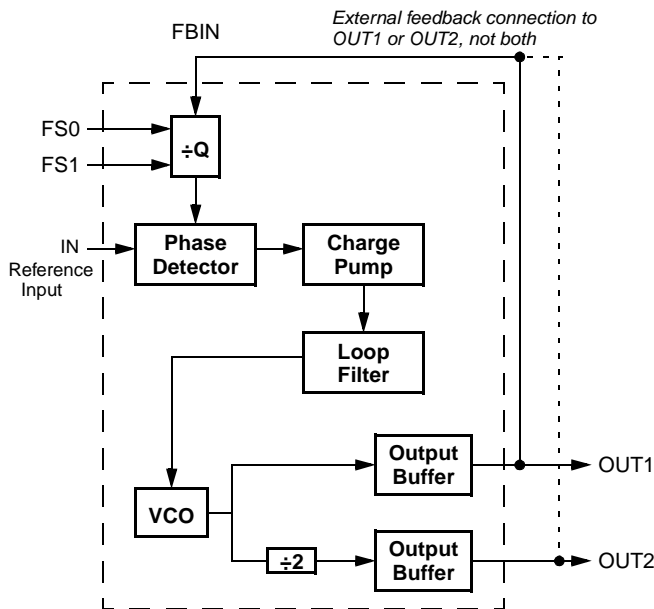 External feedback connection to
OUT1 or OUT2, not both
FBIN
FS0
FS1
÷Q
IN
Reference
Input
Phase
Detector
Charge
Pump
Loop
Filter
VCO
Output
Buffer
OUT1
÷2
Output
Buffer
OUT2